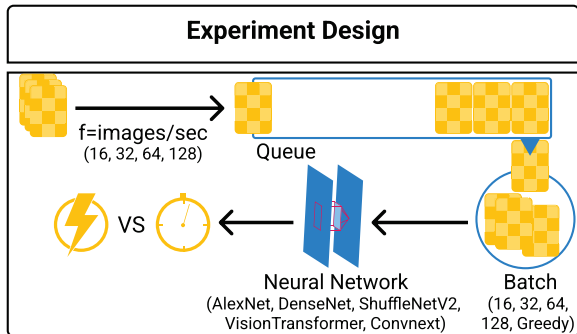 Experiment Design
f=images/sec
(16, 32, 64, 128)
Queue
VS
Neural Network
(AlexNet, DenseNet, ShuffleNetV2,
VisionTransformer, Convnext)
Batch
(16, 32, 64,
128, Greedy)